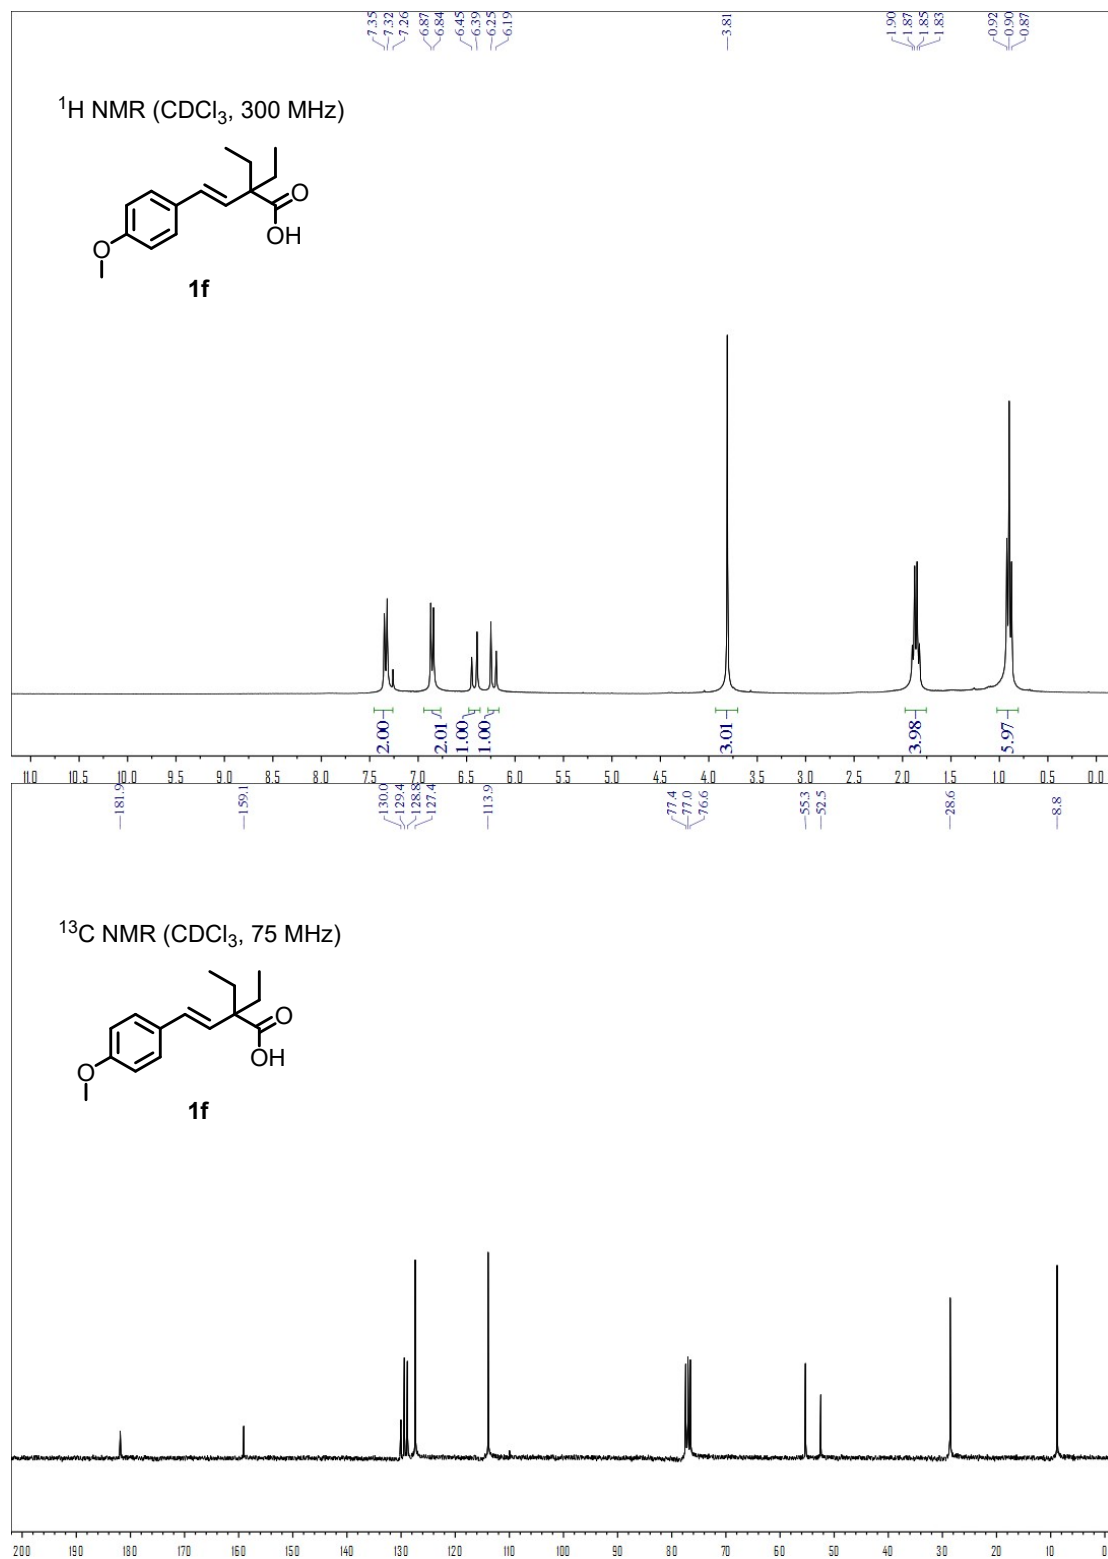 7.35 7.32 7.26 6.87 6.84 6.45 6.39 6.25 6.19 3.81 1.90 1.87 1.85 1.83 0.92 0.90 0.87
¹H NMR (CDCl₃, 300 MHz)
O
OH
O
1f
2.00 2.01 1.00 1.00 3.01 3.98 5.97
11.0 10.5 10.0 9.5 9.0 8.5 8.0 7.5 7.0 6.5 6.0 5.5 5.0 4.5 4.0 3.5 3.0 2.5 2.0 1.5 1.0 0.5 0.0
181.9 159.1 130.0 129.4 128.8 127.4 113.9 77.4 77.0 76.6 55.3 52.5 28.6 8.8
¹³C NMR (CDCl₃, 75 MHz)
O
OH
O
1f
200 190 180 170 160 150 140 130 120 110 100 90 80 70 60 50 40 30 20 10 0